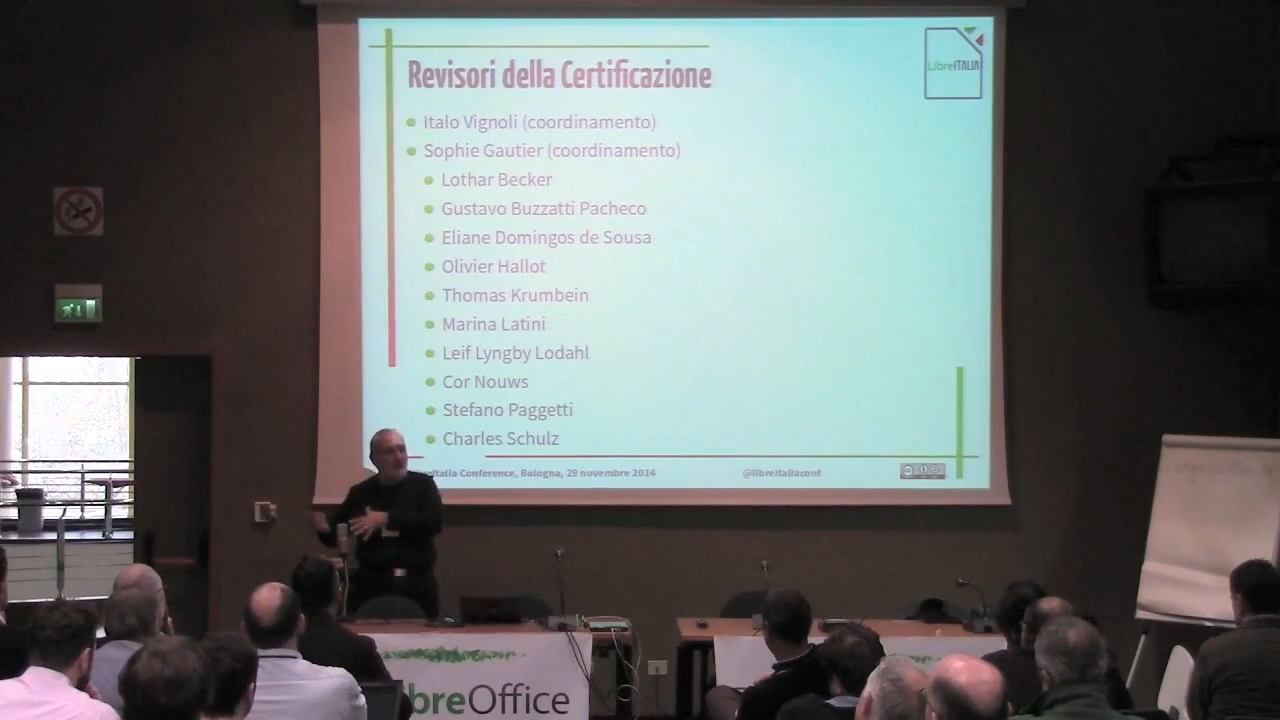 Revisori della Certificazione
LibreITALIA
Italo Vignoli (coordinamento)
Sophie Gautier (coordinamento)
Lothar Becker
Gustavo Buzzatti Pacheco
Eliane Domingos de Sousa
Olivier Hallot
Thomas Krumbein
Marina Latini
Leif Lyngby Lodahl
Cor Nouws
Stefano Paggetti
Charles Schulz
Italia Conference, Bologna, 29 novembre 2014
@libreitaliaconf
breOffice